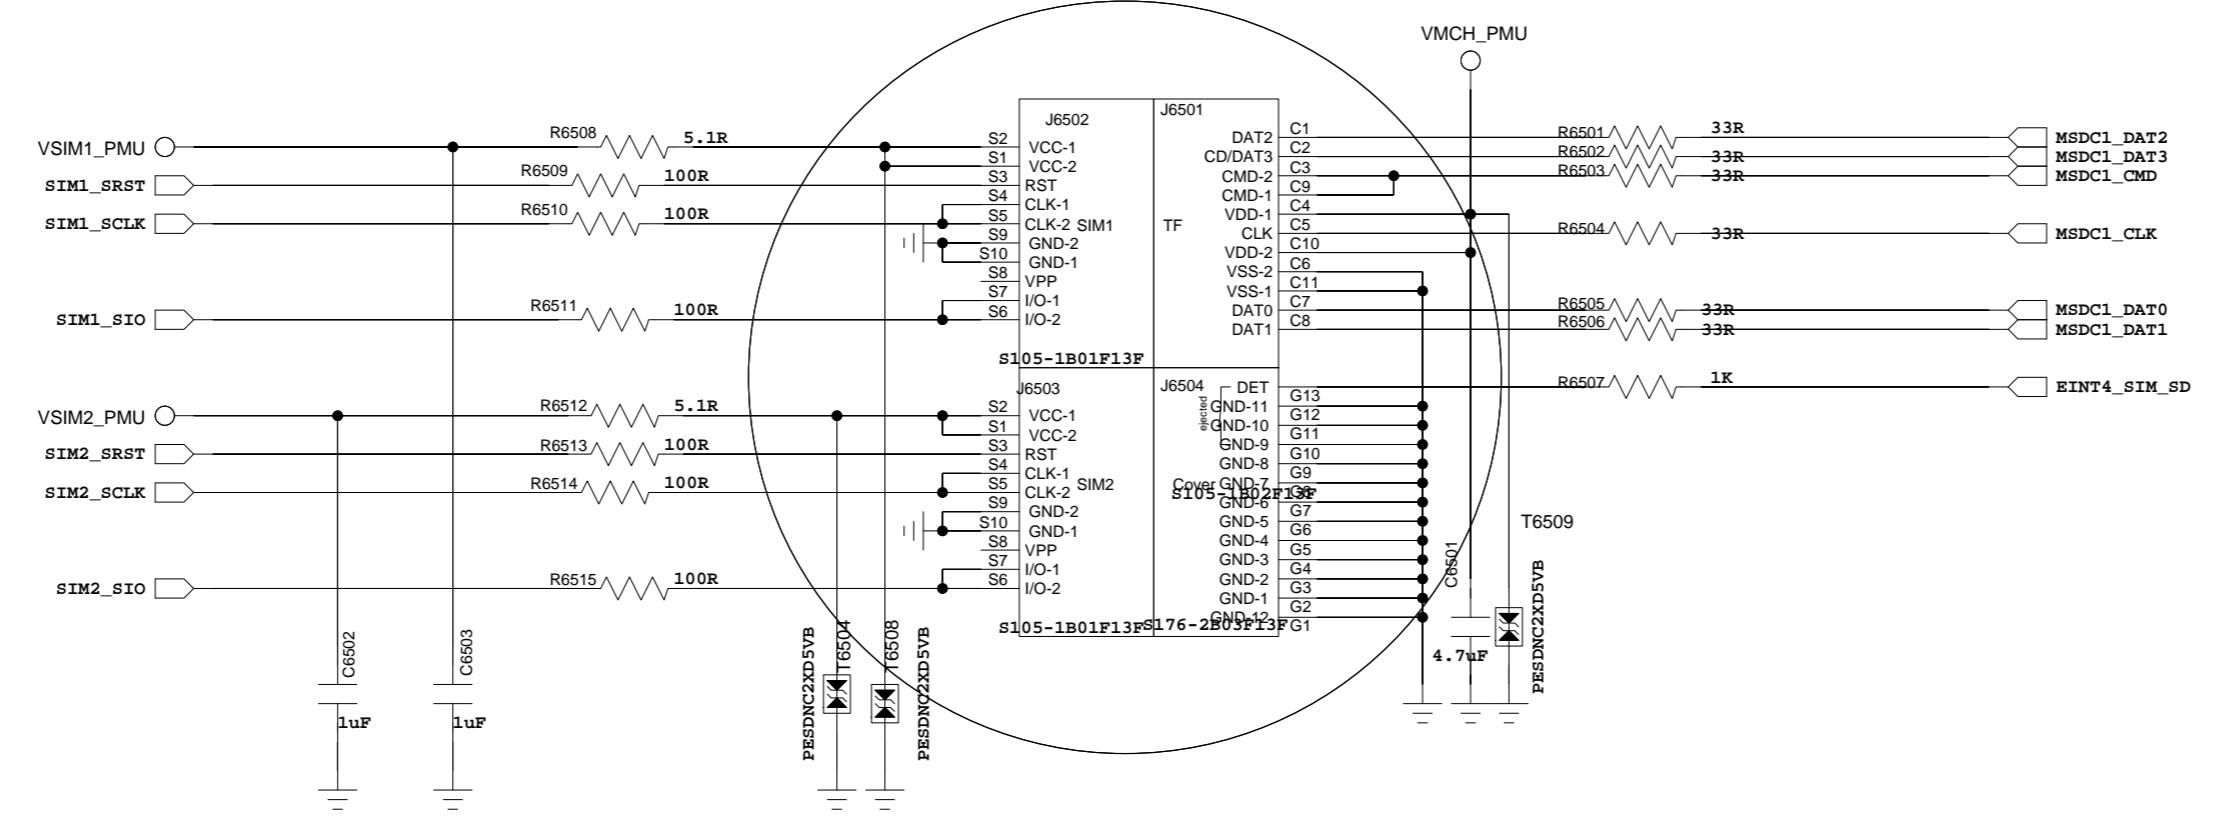 VMCH_PMU
J6502
J6501
R6508 5.1R
VSIM1_PMU
S2 VCC-1
DAT2 C1
R6501 33R MSDC1_DAT2
S1 VCC-2
CD/DAT3 C2
R6502 33R MSDC1_DAT3
SIM1_SRST
R6509 100R
S3 RST
CMD-2 C3
R6503 33R MSDC1_CMD
S4 CLK-1
CMD-1 C9
SIM1_SCLK
R6510 100R
S5 CLK-2 SIM1
TF
VDD-1 C4
S9 GND-2
CLK C5
R6504 33R MSDC1_CLK
S10 GND-1
VDD-2 C10
S8 VPP
VSS-2 C6
S7 I/O-1
VSS-1 C11
SIM1_SIO
R6511 100R
S6 I/O-2
DAT0 C7
R6505 33R MSDC1_DAT0
DAT1 C8
R6506 33R MSDC1_DAT1
S105-1B01F13F
J6503
J6504
DET
R6507 1K EINT4_SIM_SD
ejected
VSIM2_PMU
R6512 5.1R
S2 VCC-1
GND-11 G13
S1 VCC-2
GND-10 G12
SIM2_SRST
R6513 100R
S3 RST
GND-9 G11
S4 CLK-1
GND-8 G10
SIM2_SCLK
R6514 100R
S5 CLK-2 SIM2
Cover GND-7 G9
S105-1B02F13F
S9 GND-2
GND-6 G8
S10 GND-1
GND-5 G7
S8 VPP
GND-4 G6
S7 I/O-1
GND-3 G5
SIM2_SIO
R6515 100R
S6 I/O-2
GND-2 G4
GND-1 G3
GND-12 G2
G1
S105-1B01F13F
S176-2B03F13F
T6509
C6501
4.7uF
PESDNC2XD5VB
C6502
1uF
C6503
1uF
PESDNC2XD5VB
T6504
T6508
PESDNC2XD5VB